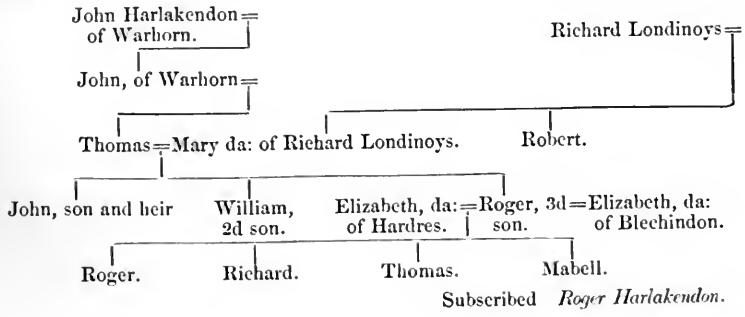 John Harlakendon=
of Warhorn.
Richard Londinoys=
John, of Warhorn=
Thomas=Mary da: of Richard Londinoys.
Robert.
John, son and heir
William,
2d son.
Elizabeth, da:=Roger, 3d=Elizabeth, da:
of Hardres.
son.
of Blechindon.
Roger.
Richard.
Thomas.
Mabell.
Subscribed Roger Harlakendon.